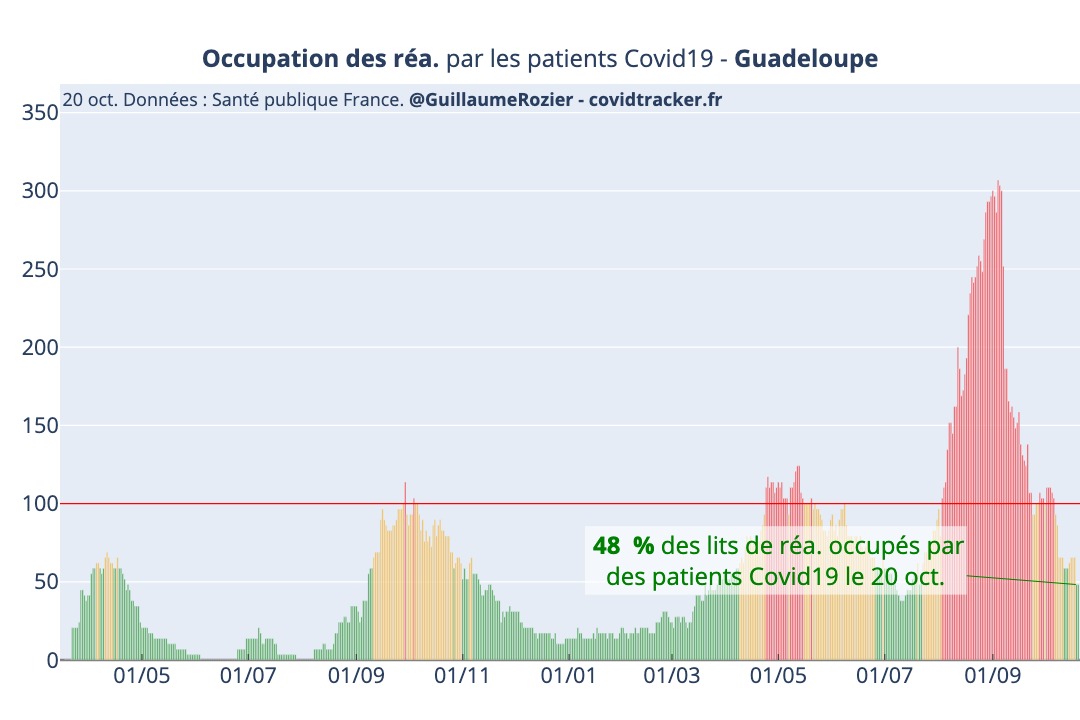 Occupation des réa. par les patients Covid19 - Guadeloupe
20 oct. Données : Santé publique France. @GuillaumeRozier - covidtracker.fr
350
300
250
200
150
100
50
0
48 % des lits de réa. occupés par
des patients Covid19 le 20 oct.
01/05 01/07 01/09 01/11 01/01 01/03 01/05 01/07 01/09